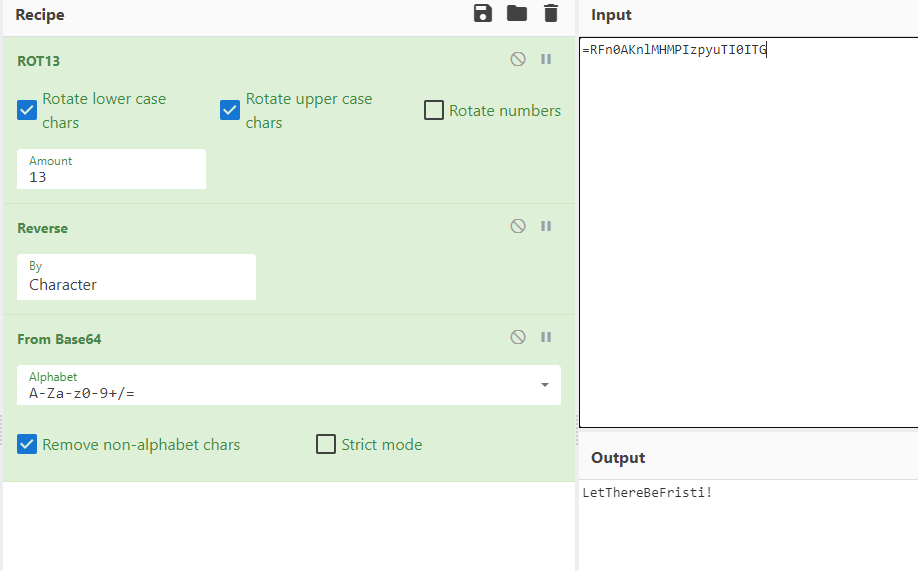 Recipe
ROT13
Rotate lower case chars
Rotate upper case chars
Rotate numbers
Amount
13
Reverse
By
Character
From Base64
Alphabet
A-Za-z0-9+/=
Remove non-alphabet chars
Strict mode
Input
=RFn0AKnlMHMPIzpyuTI0ITG
Output
LetThereBeFristi!